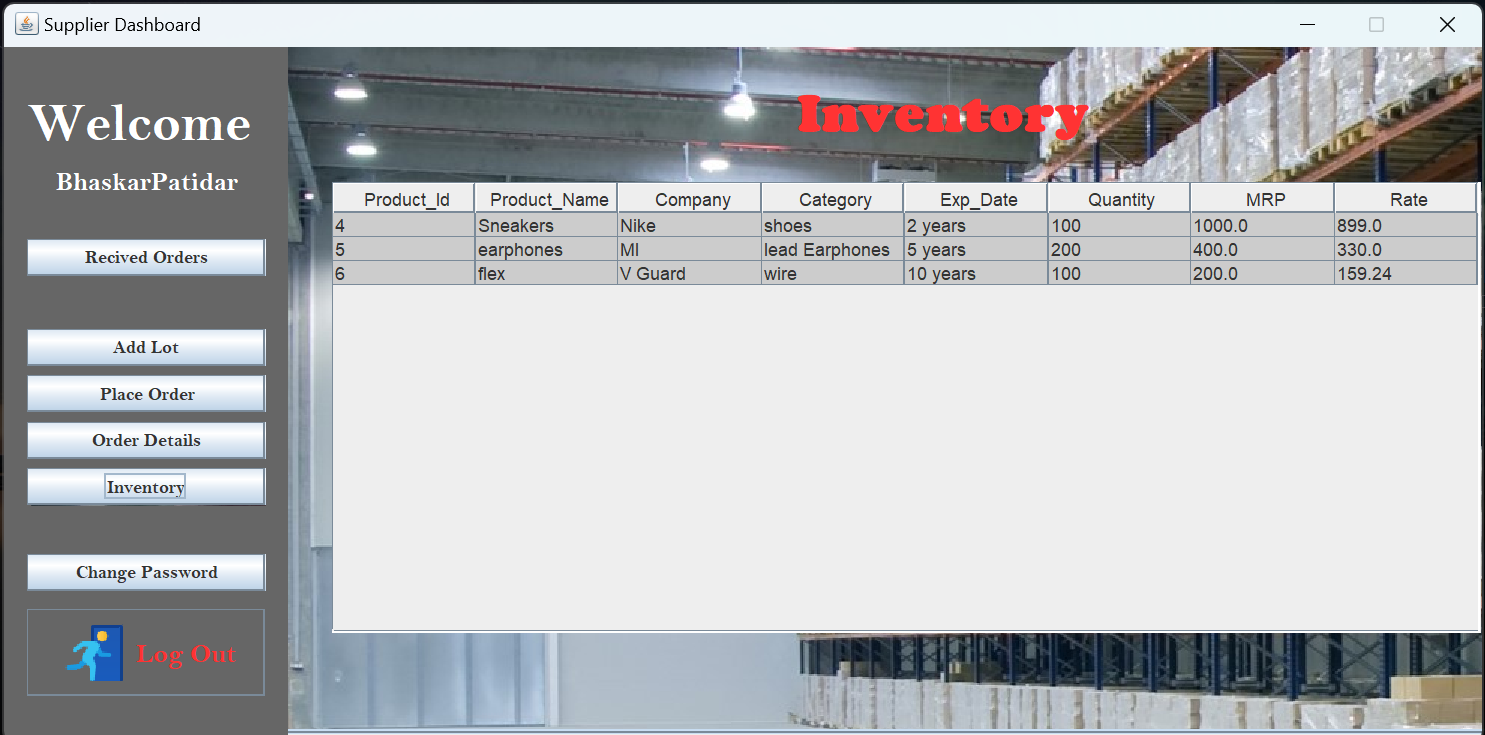 Supplier Dashboard
Welcome
BhaskarPatidar
Recived Orders
Add Lot
Place Order
Order Details
Inventory
Change Password
Log Out
Inventory
Product_Id Product_Name Company Category Exp_Date Quantity MRP Rate
4 Sneakers Nike shoes 2 years 100 1000.0 899.0
5 earphones MI lead Earphones 5 years 200 400.0 330.0
6 flex V Guard wire 10 years 100 200.0 159.24